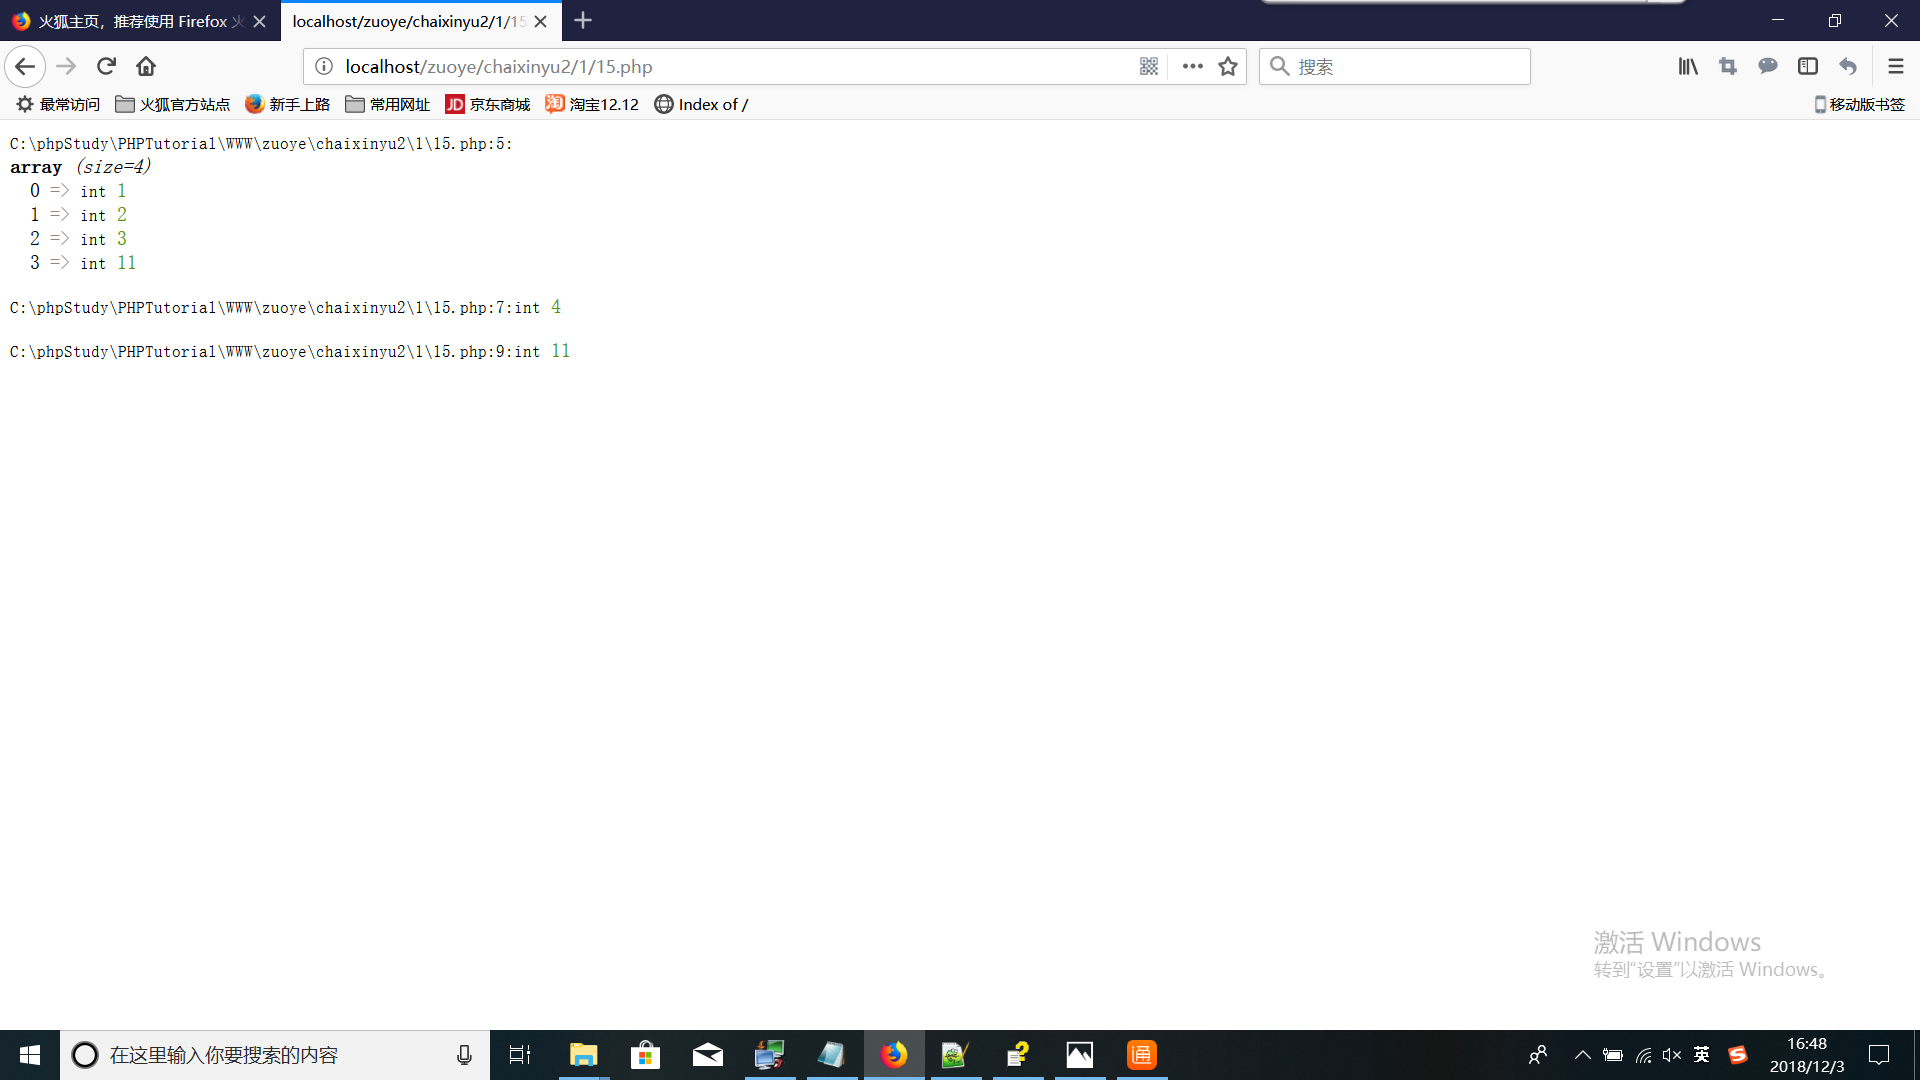 火狐主页，推荐使用 Firefox
localhost/zuoye/chaixinyu2/1/15
localhost/zuoye/chaixinyu2/1/15.php
搜索
最常访问 火狐官方站点 新手上路 常用网址 JD 京东商城 淘 淘宝12.12 Index of / 移动版书签
C:\phpStudy\PHPTutorial\WWW\zuoye\chaixinyu2\1\15.php:5:
array (size=4)
0 => int 1
1 => int 2
2 => int 3
3 => int 11
C:\phpStudy\PHPTutorial\WWW\zuoye\chaixinyu2\1\15.php:7:int 4
C:\phpStudy\PHPTutorial\WWW\zuoye\chaixinyu2\1\15.php:9:int 11
激活 Windows
转到“设置”以激活 Windows。
在这里输入你要搜索的内容
通
英
S
16:48
2018/12/3